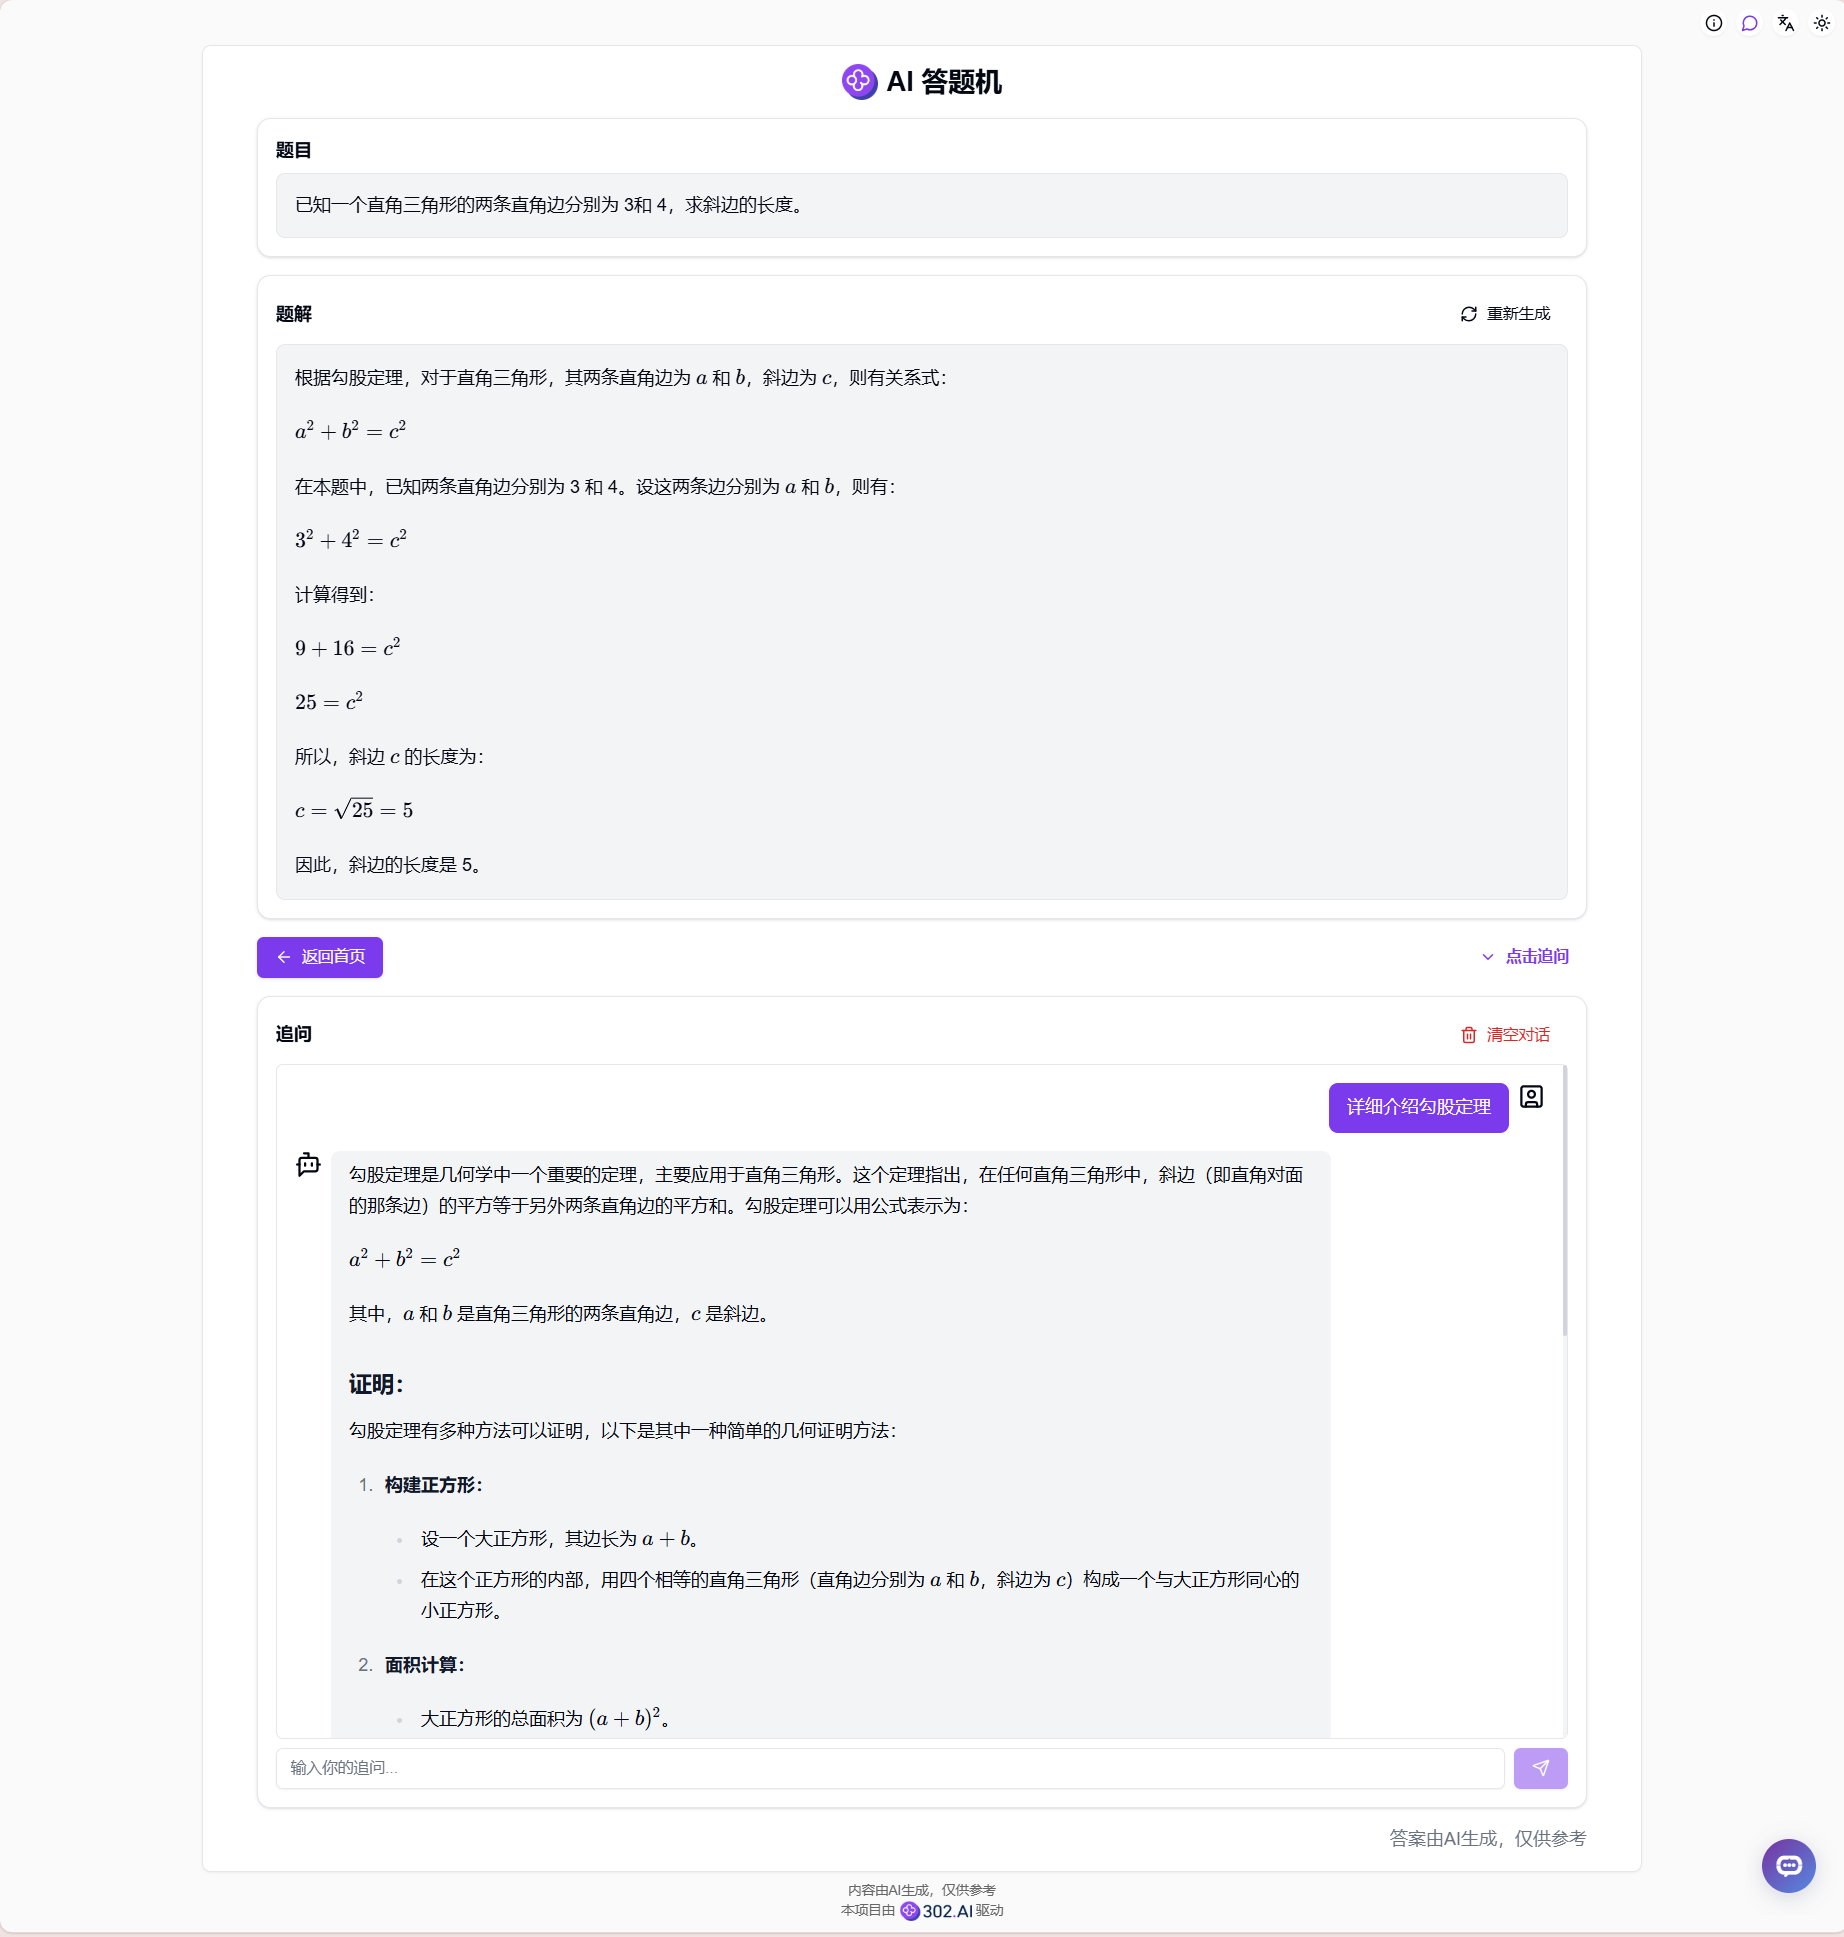 AI 答题机
题目
已知一个直角三角形的两条直角边分别为 3和 4，求斜边的长度。
题解
重新生成
根据勾股定理，对于直角三角形，其两条直角边为 a 和 b，斜边为 c，则有关系式：
a² + b² = c²
在本题中，已知两条直角边分别为 3 和 4。设这两条边分别为 a 和 b，则有：
3² + 4² = c²
计算得到：
9 + 16 = c²
25 = c²
所以，斜边 c 的长度为：
c = √25 = 5
因此，斜边的长度是 5。
返回首页
点击追问
追问
清空对话
详细介绍勾股定理
勾股定理是几何学中一个重要的定理，主要应用于直角三角形。这个定理指出，在任何直角三角形中，斜边（即直角对面
的那条边）的平方等于另外两条直角边的平方和。勾股定理可以用公式表示为：
a² + b² = c²
其中，a 和 b 是直角三角形的两条直角边，c 是斜边。
证明：
勾股定理有多种方法可以证明，以下是其中一种简单的几何证明方法：
1. 构建正方形：
设一个大正方形，其边长为 a + b。
在这个正方形的内部，用四个相等的直角三角形（直角边分别为 a 和 b，斜边为 c）构成一个与大正方形同心的
小正方形。
2. 面积计算：
大正方形的总面积为 (a + b)²。
输入你的追问...
答案由AI生成，仅供参考
内容由AI生成，仅供参考
本项目由 302.AI 驱动